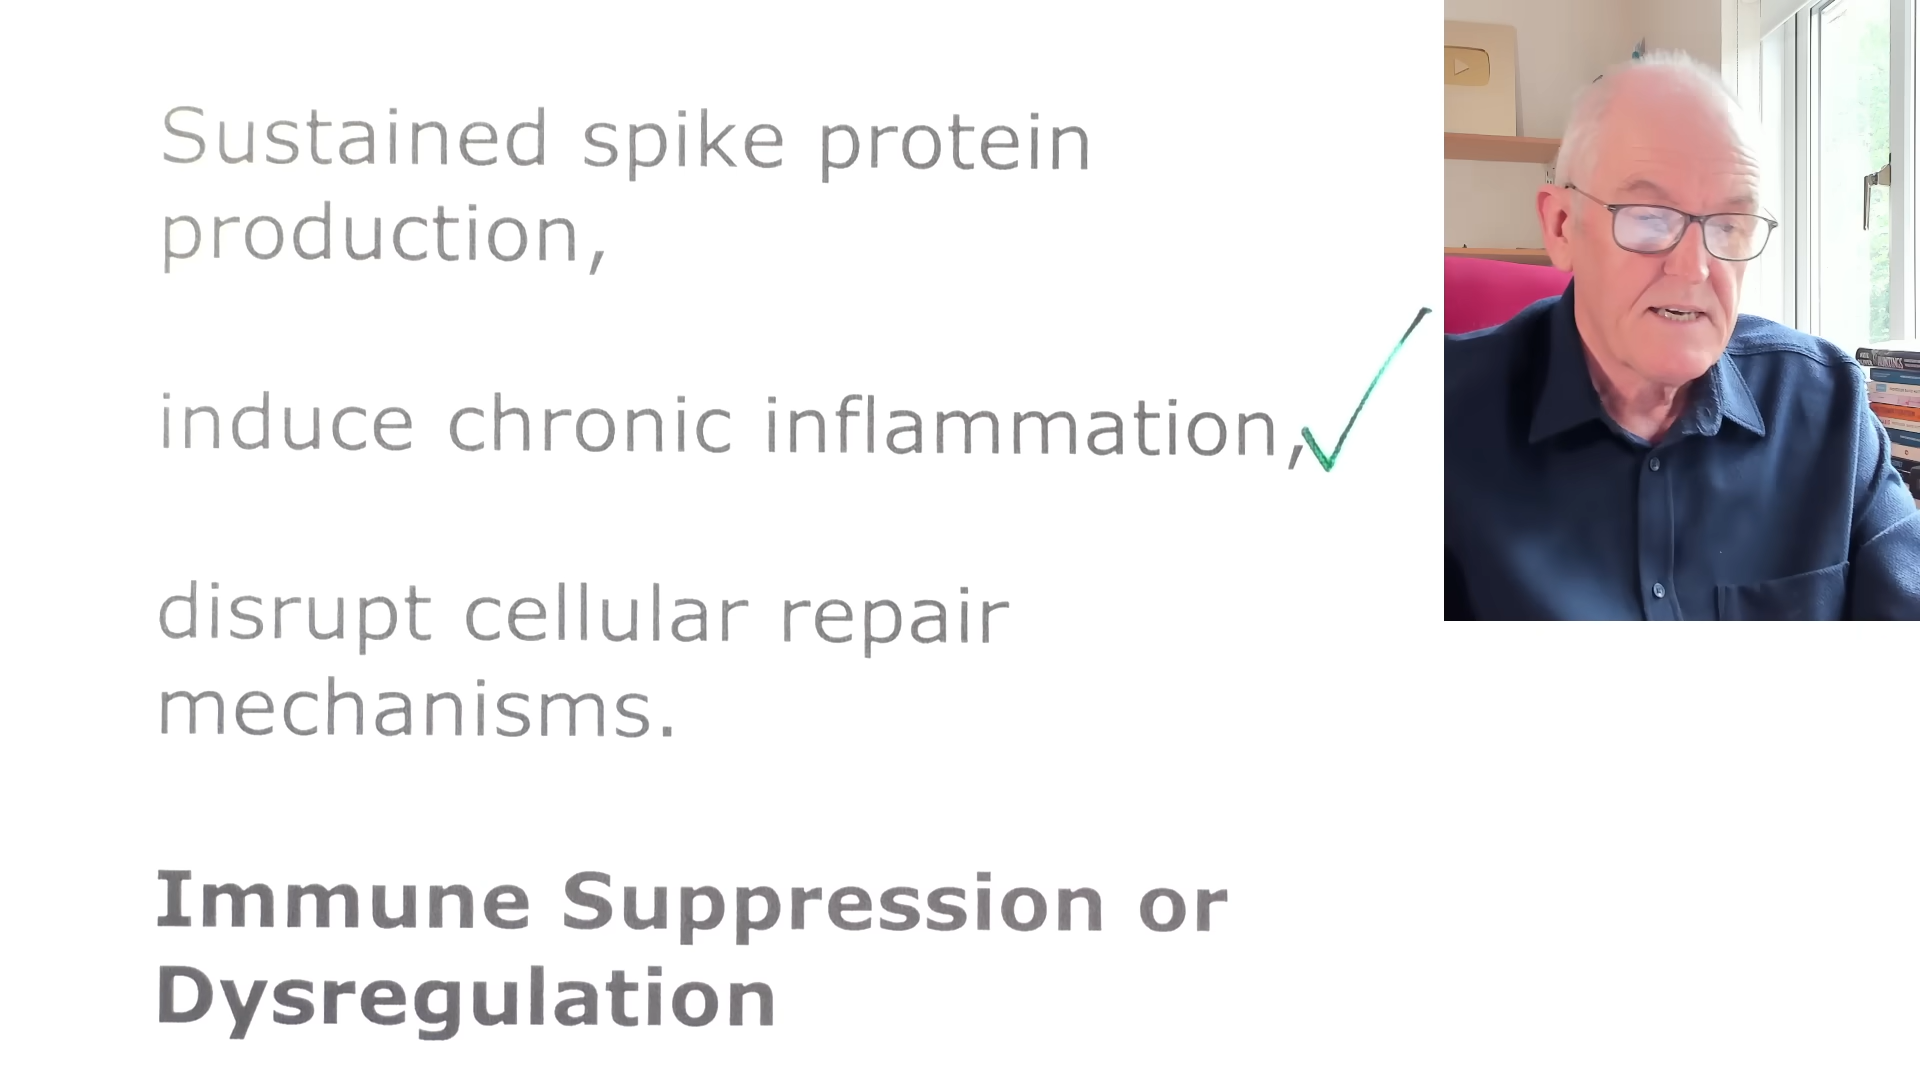 Sustained spike protein
production,
induce chronic inflammation,
disrupt cellular repair
mechanisms.
Immune Suppression or
Dysregulation